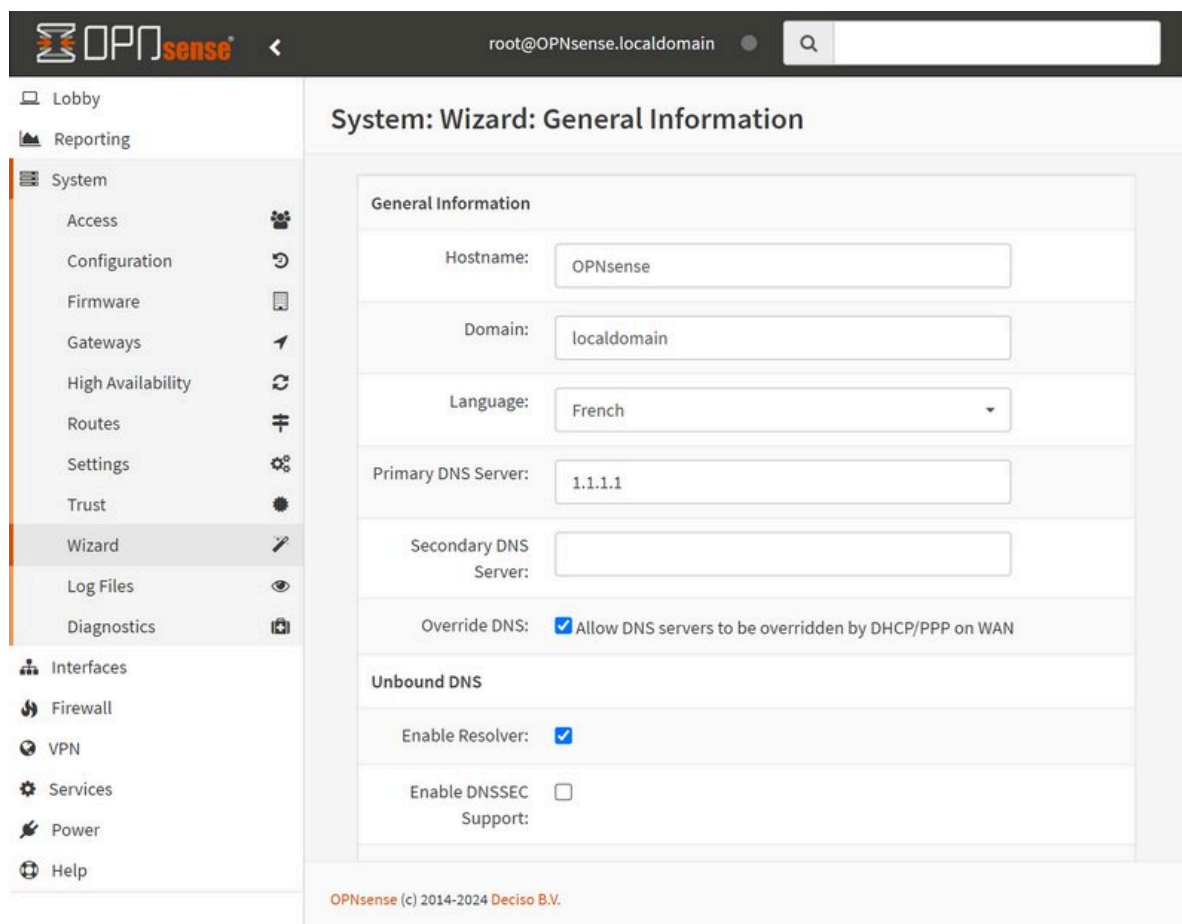 OPNsense®
root@OPNsense.localdomain
Lobby
Reporting
System
Access
Configuration
Firmware
Gateways
High Availability
Routes
Settings
Trust
Wizard
Log Files
Diagnostics
Interfaces
Firewall
VPN
Services
Power
Help
System: Wizard: General Information
General Information
Hostname: OPNsense
Domain: localdomain
Language: French
Primary DNS Server: 1.1.1.1
Secondary DNS
Server:
Override DNS: Allow DNS servers to be overridden by DHCP/PPP on WAN
Unbound DNS
Enable Resolver:
Enable DNSSEC
Support:
OPNsense (c) 2014-2024 Deciso B.V.